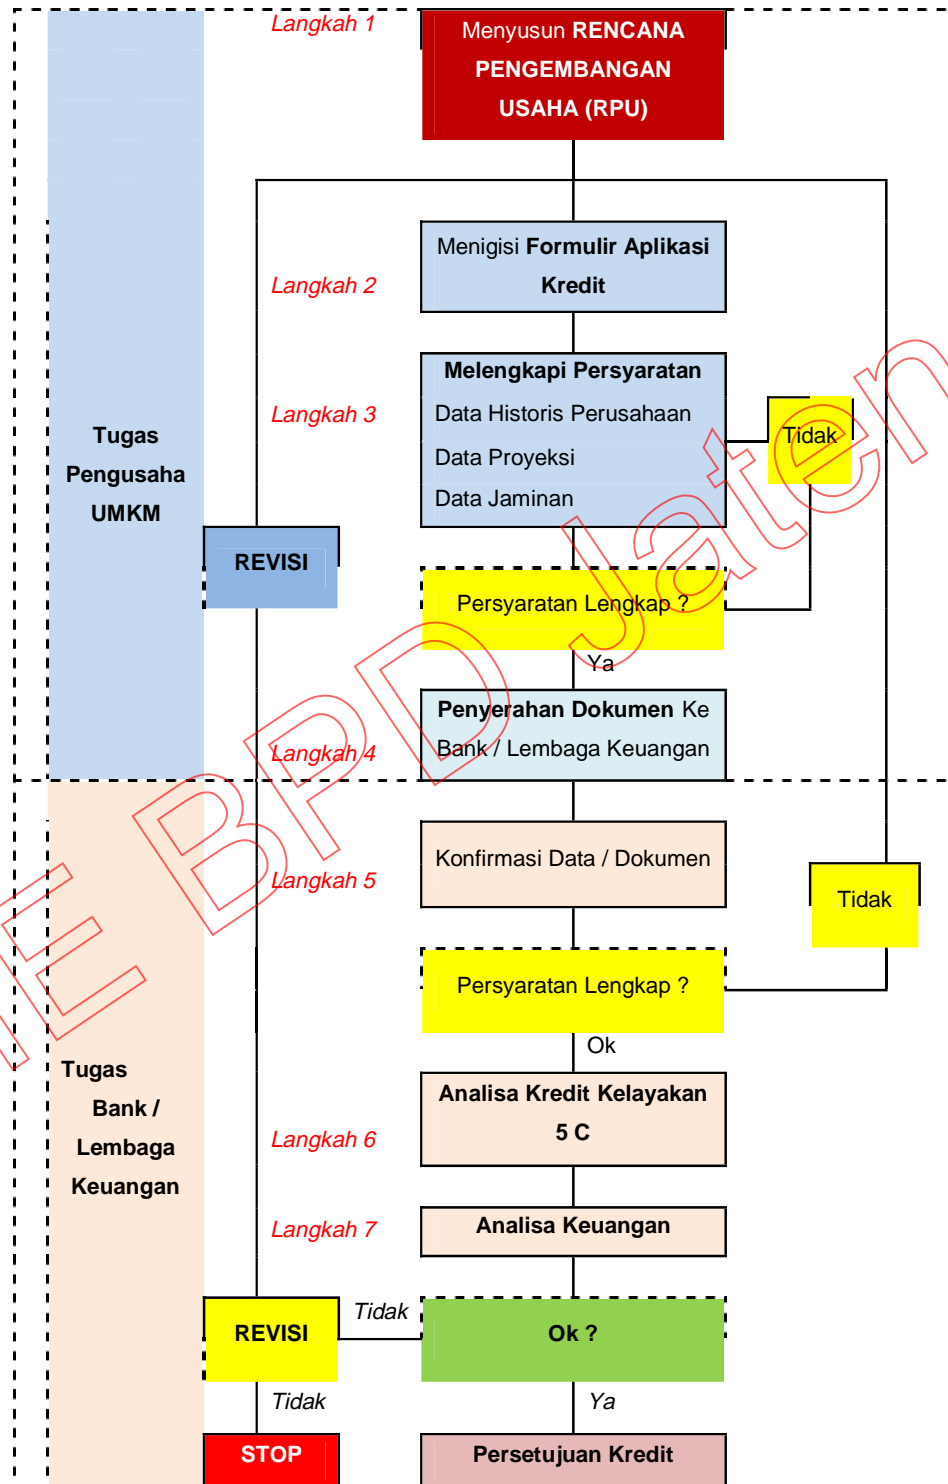 Langkah 1
Menyusun RENCANA
PENGEMBANGAN
USAHA (RPU)
Menigisi Formulir Aplikasi
Kredit
Langkah 2
Melengkapi Persyaratan
Data Historis Perusahaan
Data Proyeksi
Data Jaminan
Langkah 3
Tidak
Tugas
Pengusaha
UMKM
REVISI
Persyaratan Lengkap ?
Ya
Penyerahan Dokumen Ke
Bank / Lembaga Keuangan
Langkah 4
Konfirmasi Data / Dokumen
Langkah 5
Tidak
Persyaratan Lengkap ?
Ok
Tugas
Bank /
Lembaga
Keuangan
Analisa Kredit Kelayakan
5 C
Langkah 6
Analisa Keuangan
Langkah 7
Tidak
REVISI
Ok ?
Tidak
Ya
STOP
Persetujuan Kredit
BPD Jaten